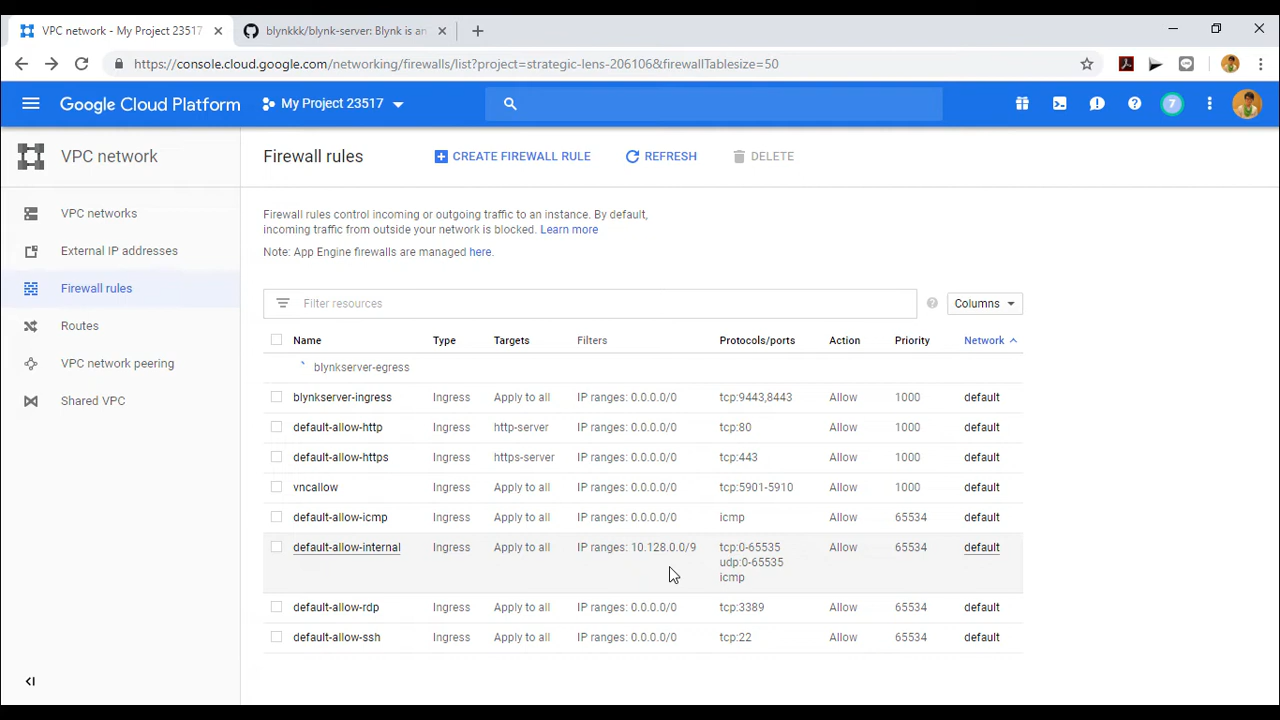 VPC network - My Project 23517
blynkkk/blynk-server: Blynk is an
https://console.cloud.google.com/networking/firewalls/list?project=strategic-lens-206106&firewallTablesize=50
Google Cloud Platform
My Project 23517
7
VPC network
Firewall rules
CREATE FIREWALL RULE
REFRESH
DELETE
VPC networks
External IP addresses
Firewall rules
Routes
VPC network peering
Shared VPC
Firewall rules control incoming or outgoing traffic to an instance. By default,
incoming traffic from outside your network is blocked. Learn more
Note: App Engine firewalls are managed here.
Filter resources
Columns
Name Type Targets Filters Protocols/ports Action Priority Network
blynkserver-egress
blynkserver-ingress Ingress Apply to all IP ranges: 0.0.0.0/0 tcp:9443,8443 Allow 1000 default
default-allow-http Ingress http-server IP ranges: 0.0.0.0/0 tcp:80 Allow 1000 default
default-allow-https Ingress https-server IP ranges: 0.0.0.0/0 tcp:443 Allow 1000 default
vncallow Ingress Apply to all IP ranges: 0.0.0.0/0 tcp:5901-5910 Allow 1000 default
default-allow-icmp Ingress Apply to all IP ranges: 0.0.0.0/0 icmp Allow 65534 default
default-allow-internal Ingress Apply to all IP ranges: 10.128.0.0/9 tcp:0-65535 Allow 65534 default
udp:0-65535
icmp
default-allow-rdp Ingress Apply to all IP ranges: 0.0.0.0/0 tcp:3389 Allow 65534 default
default-allow-ssh Ingress Apply to all IP ranges: 0.0.0.0/0 tcp:22 Allow 65534 default